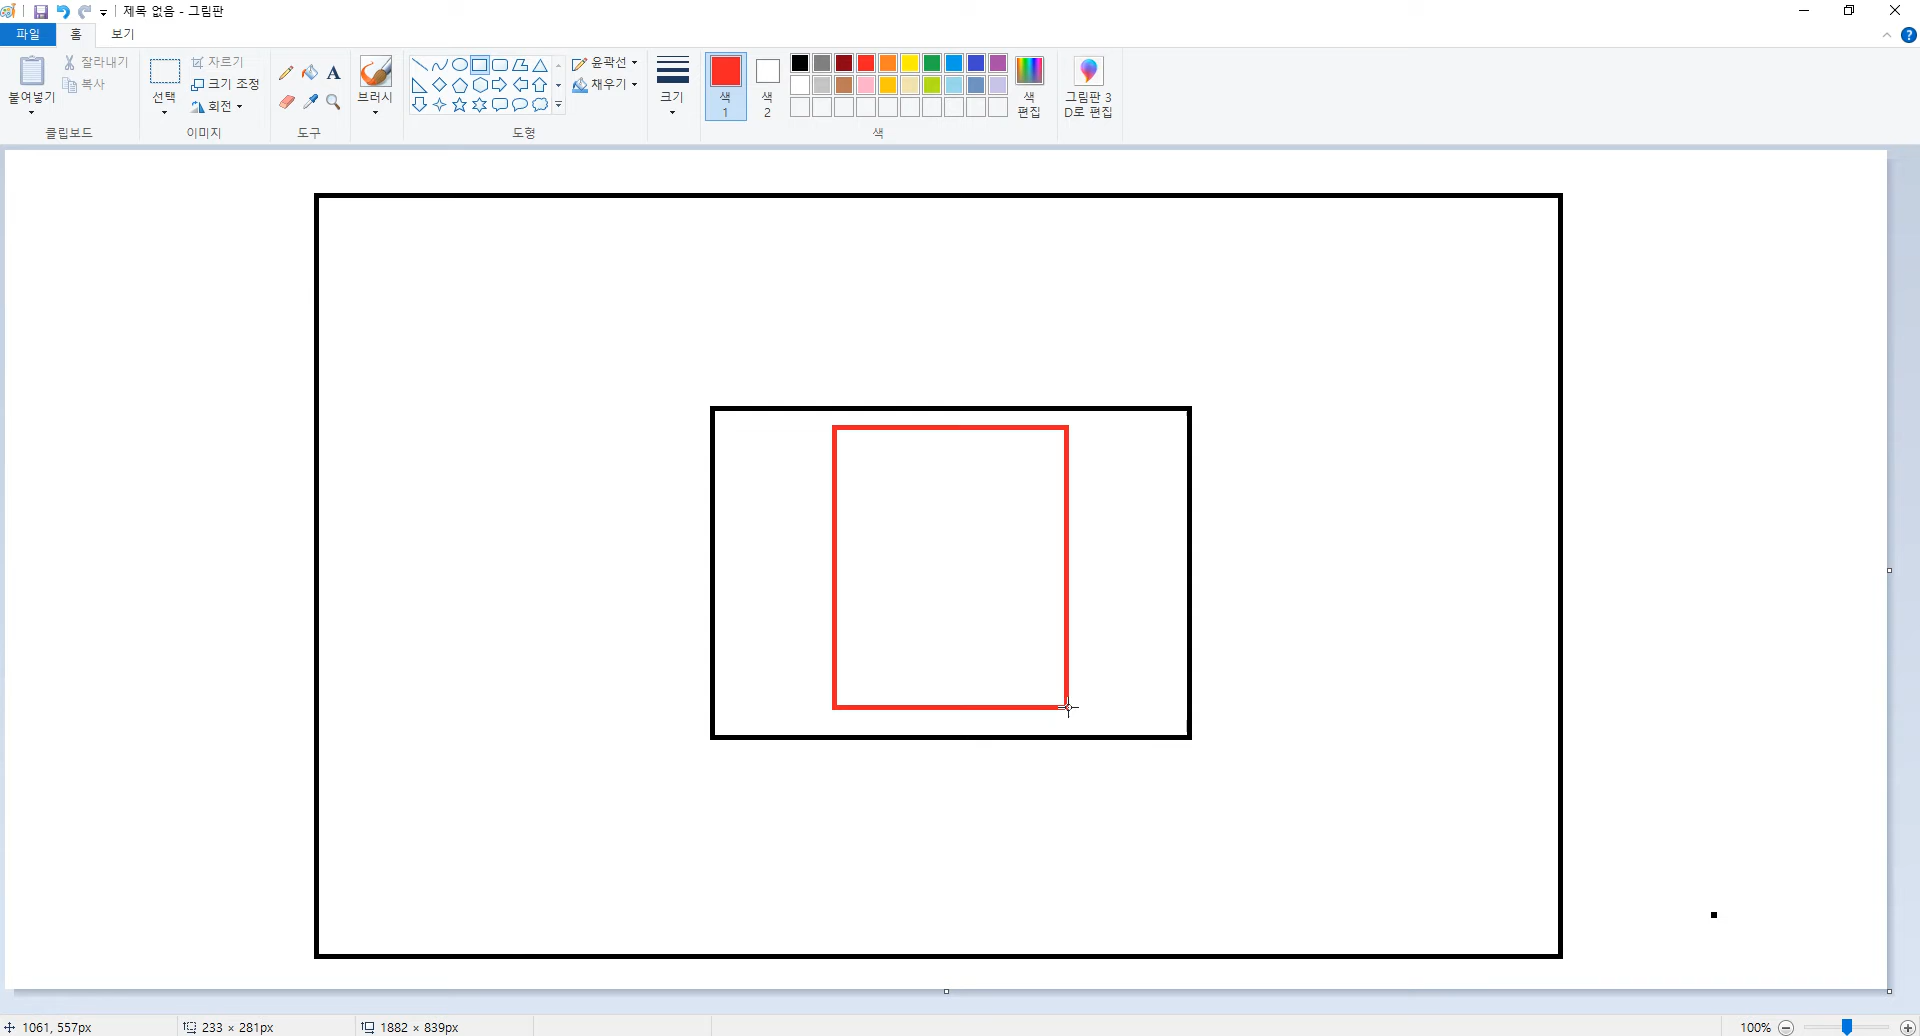 제목 없음 - 그림판
파일 홈 보기
붙여넣기
잘라내기
복사
클립보드
선택
자르기
크기 조정
회전
이미지
A
도구
브러시
윤곽선
채우기
도형
크기
색
1
색
2
색
편집
색
그림판 3
D로 편집
?
1061, 557px
233 × 281px
1882 × 839px
100%